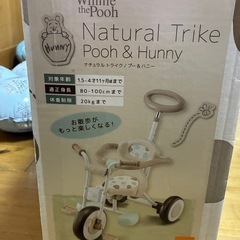 Winnie
the Pooh
HUNNY
Natural Trike
Pooh & Hunny
ナチュラル トライク / プー & ハニー
対象年齢 1.5-4才11ヶ月まで
適正身長 80-100cmまで
体重制限 20kgまで
お散歩が
もっと楽しくなる!